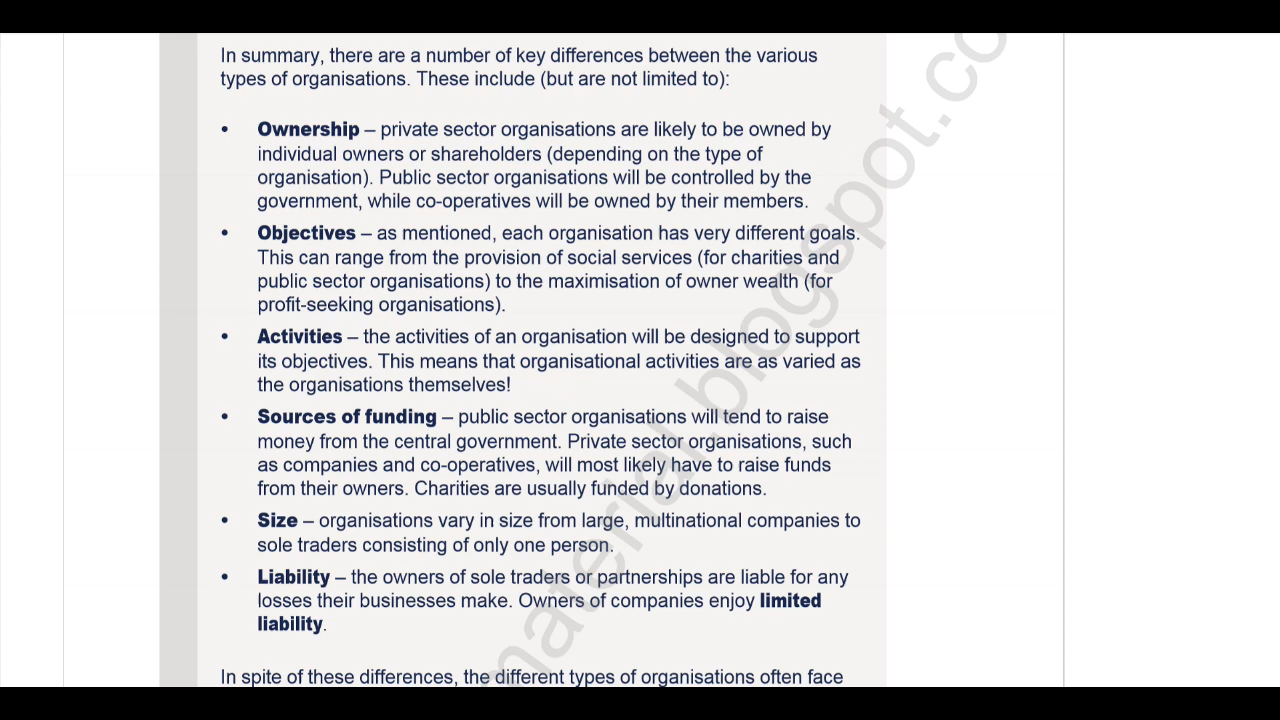 In summary, there are a number of key differences between the various
types of organisations. These include (but are not limited to):
• Ownership – private sector organisations are likely to be owned by
individual owners or shareholders (depending on the type of
organisation). Public sector organisations will be controlled by the
government, while co-operatives will be owned by their members.
• Objectives – as mentioned, each organisation has very different goals.
This can range from the provision of social services (for charities and
public sector organisations) to the maximisation of owner wealth (for
profit-seeking organisations).
• Activities – the activities of an organisation will be designed to support
its objectives. This means that organisational activities are as varied as
the organisations themselves!
• Sources of funding – public sector organisations will tend to raise
money from the central government. Private sector organisations, such
as companies and co-operatives, will most likely have to raise funds
from their owners. Charities are usually funded by donations.
• Size – organisations vary in size from large, multinational companies to
sole traders consisting of only one person.
• Liability – the owners of sole traders or partnerships are liable for any
losses their businesses make. Owners of companies enjoy limited
liability.
In spite of these differences, the different types of organisations often face
material.blogspot.co